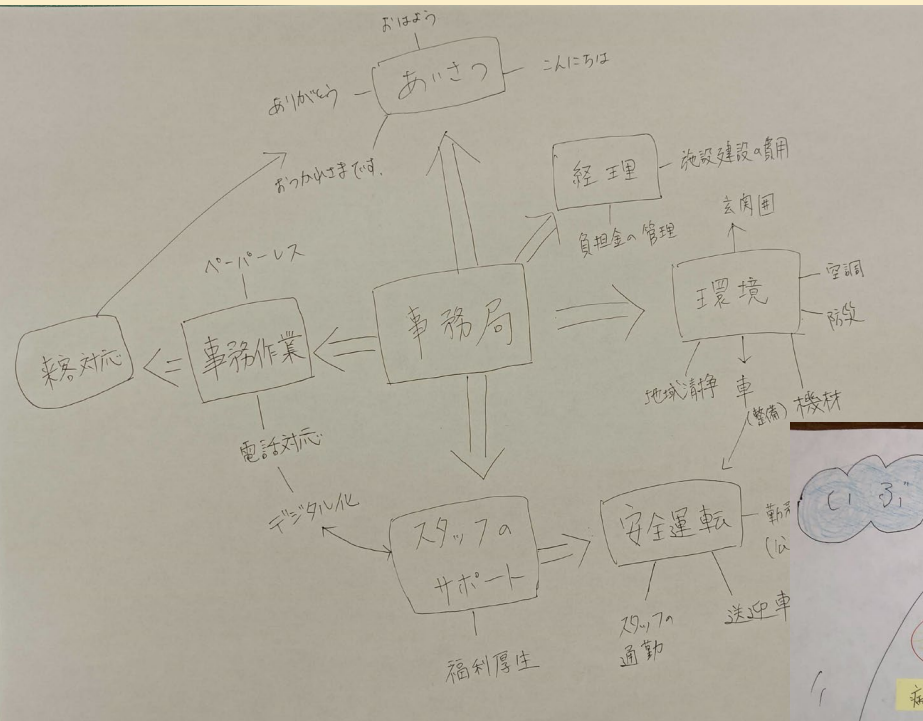 おはよう
あいさつ
こんにちは
ありがとう
おつかれさまです.
経理
施設建設の費用
負担金の管理
玄関囲
環境
空調
防災
地域清掃
車
(整備)
機材
ペーパーレス
事務局
事務作業
来客対応
電話対応
デジタル化
スタッフの
サポート
福利厚生
安全運転
スタッフの
通勤
送迎車